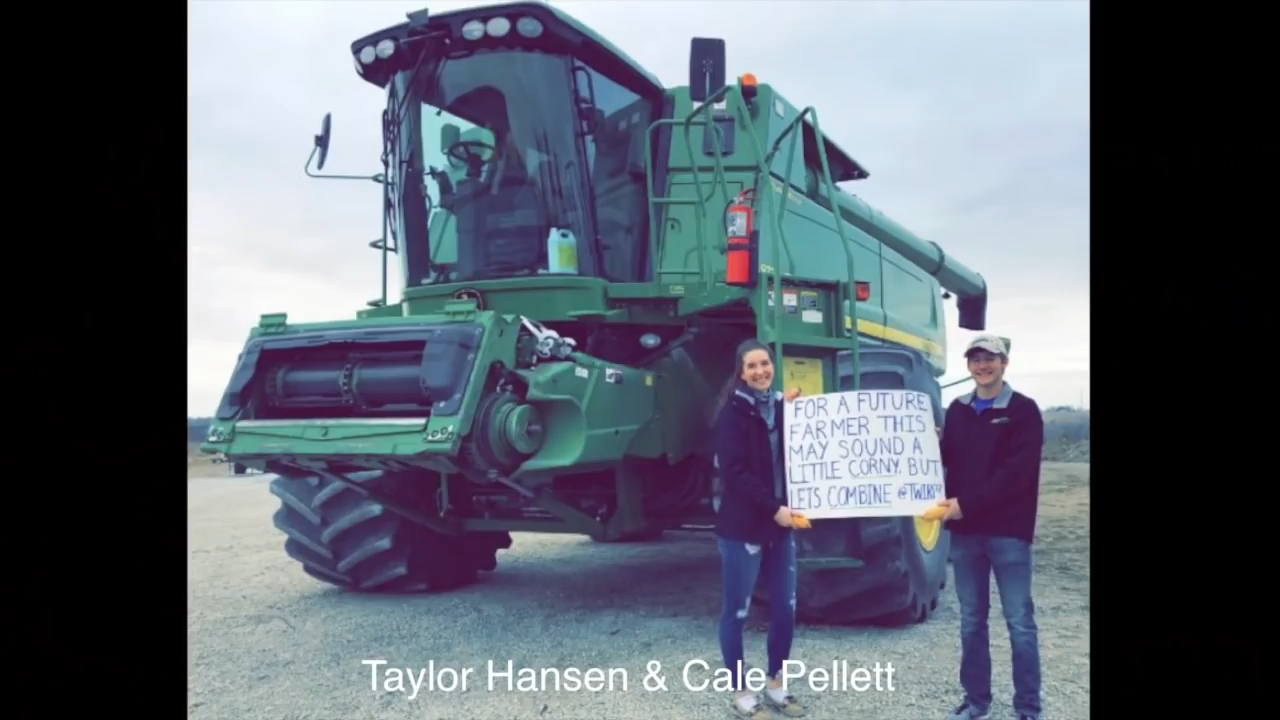 FOR A FUTURE
FARMER THIS
MAY SOUND A
LITTLE CORNY, BUT
LETS COMBINE
Taylor Hansen & Cale Pellett